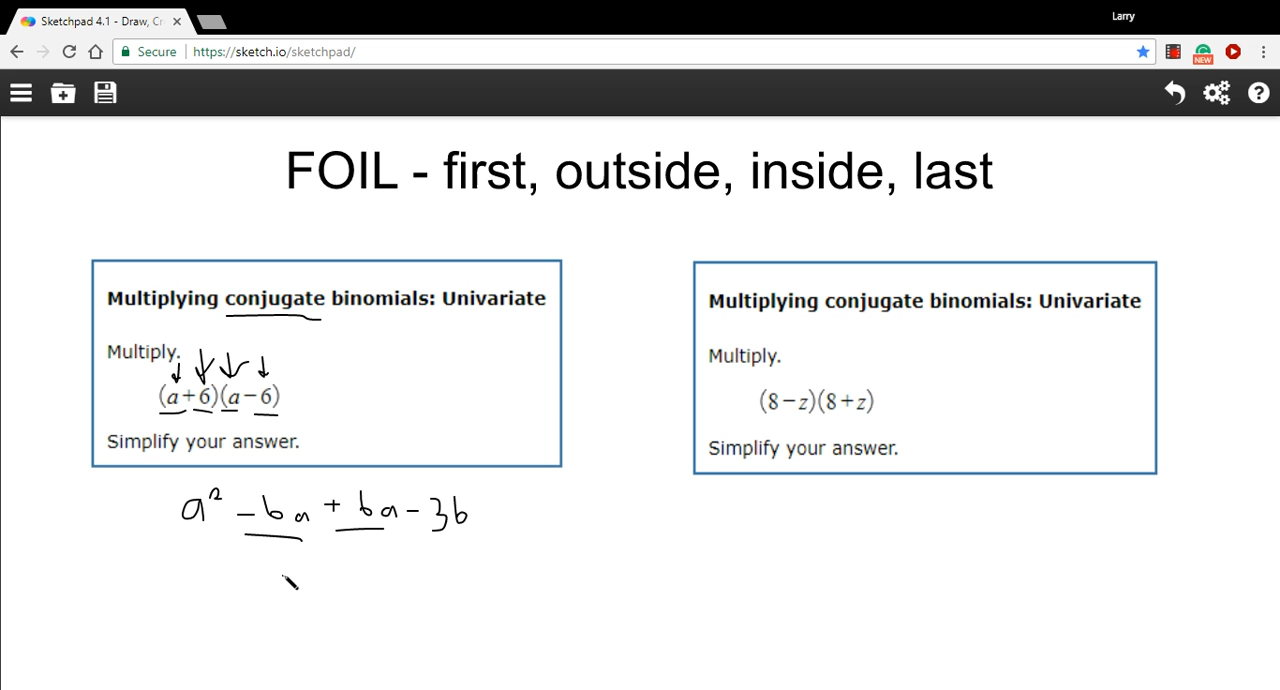 Larry
Sketchpad 4.1 - Draw, Cr
Secure https://sketch.io/sketchpad/
NEW
FOIL - first, outside, inside, last
Multiplying conjugate binomials: Univariate
Multiply.
(a+6)(a−6)
Simplify your answer.
a² −6a + 6a − 36
Multiplying conjugate binomials: Univariate
Multiply.
(8−z)(8+z)
Simplify your answer.